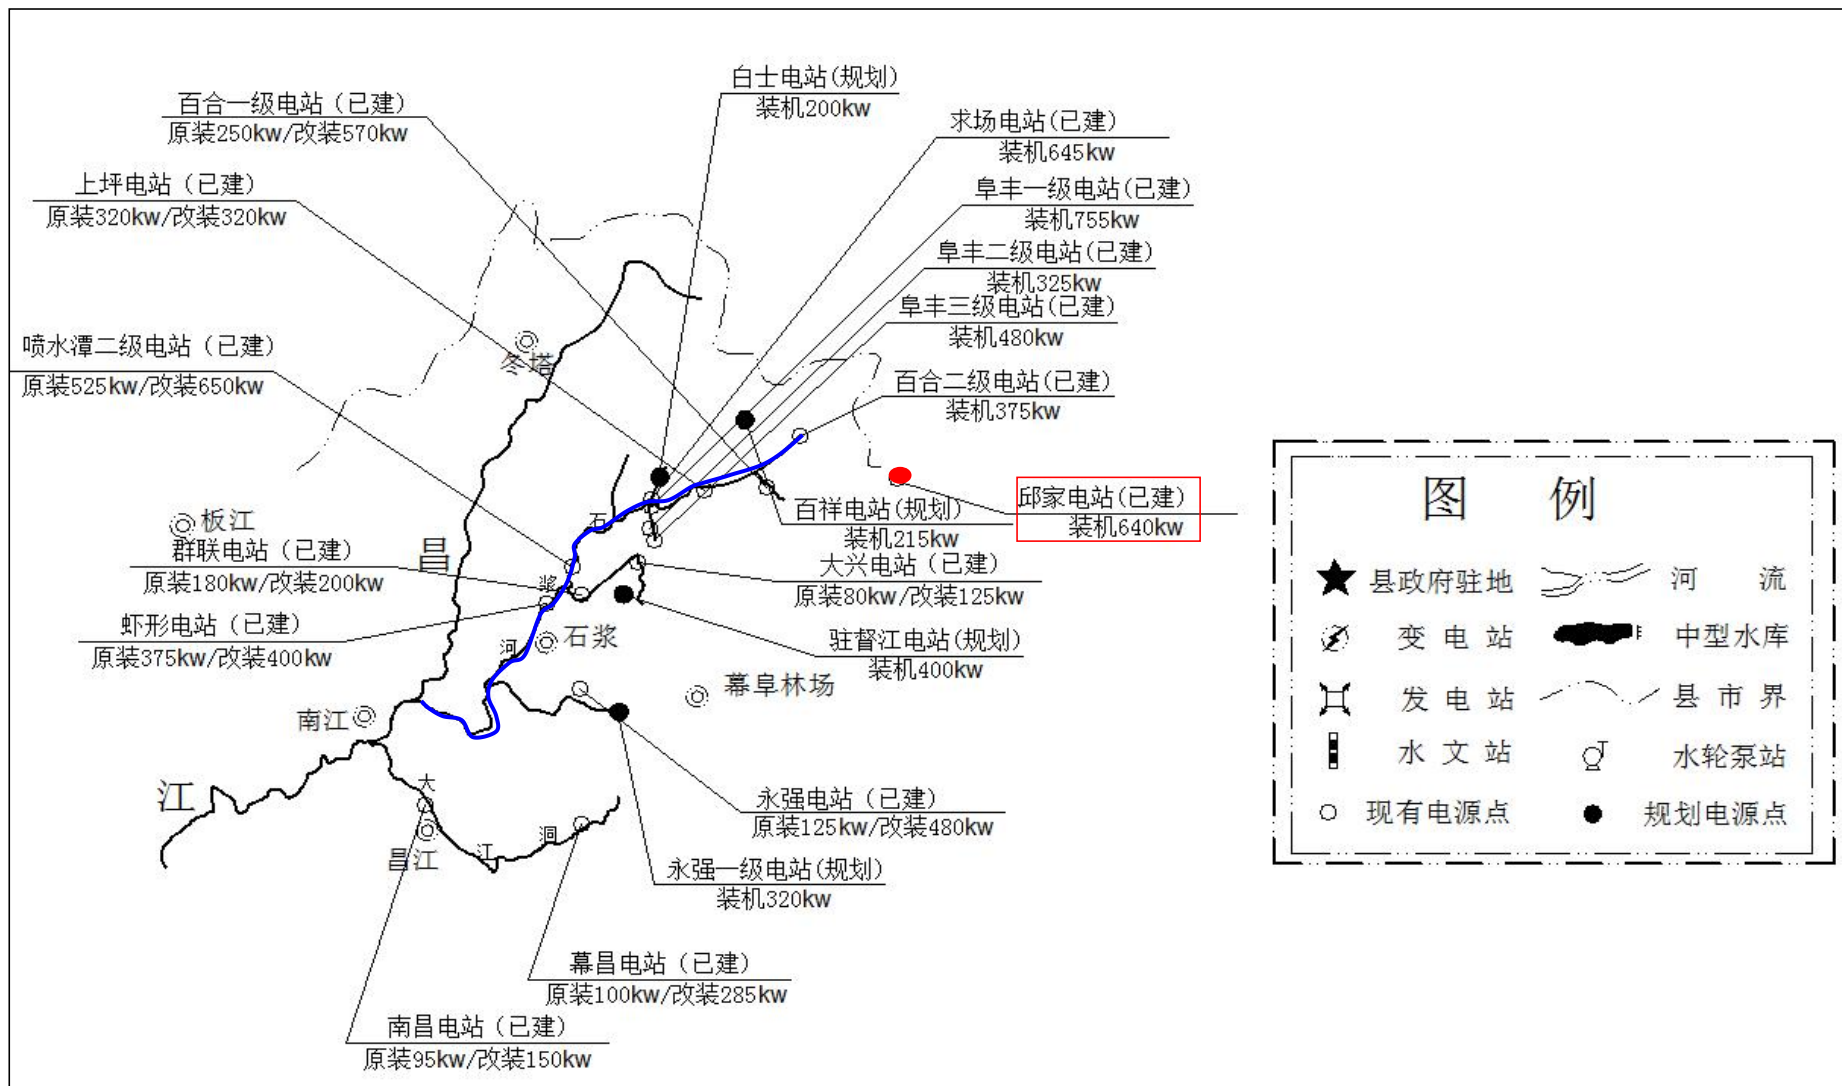 白士电站(规划)
装机200kw
百合一级电站（已建）
原装250kw/改装570kw
求场电站(已建)
装机645kw
上坪电站（已建）
原装320kw/改装320kw
阜丰一级电站(已建)
装机755kw
阜丰二级电站(已建)
装机325kw
阜丰三级电站(已建)
装机480kw
喷水潭二级电站（已建）
原装525kw/改装650kw
冬塔
百合二级电站(已建)
装机375kw
邱家电站(已建)
装机640kw
百祥电站(规划)
装机215kw
板江
石
昌
群联电站（已建）
原装180kw/改装200kw
浆
大兴电站（已建）
原装80kw/改装125kw
虾形电站（已建）
原装375kw/改装400kw
河
石浆
驻督江电站(规划)
装机400kw
幕阜林场
南江
江
大
昌江
江
洞
永强电站（已建）
原装125kw/改装480kw
永强一级电站(规划)
装机320kw
幕昌电站（已建）
原装100kw/改装285kw
南昌电站（已建）
原装95kw/改装150kw
图 例
县政府驻地
河 流
变电站
中型水库
发电站
县市界
水文站
水轮泵站
现有电源点
规划电源点